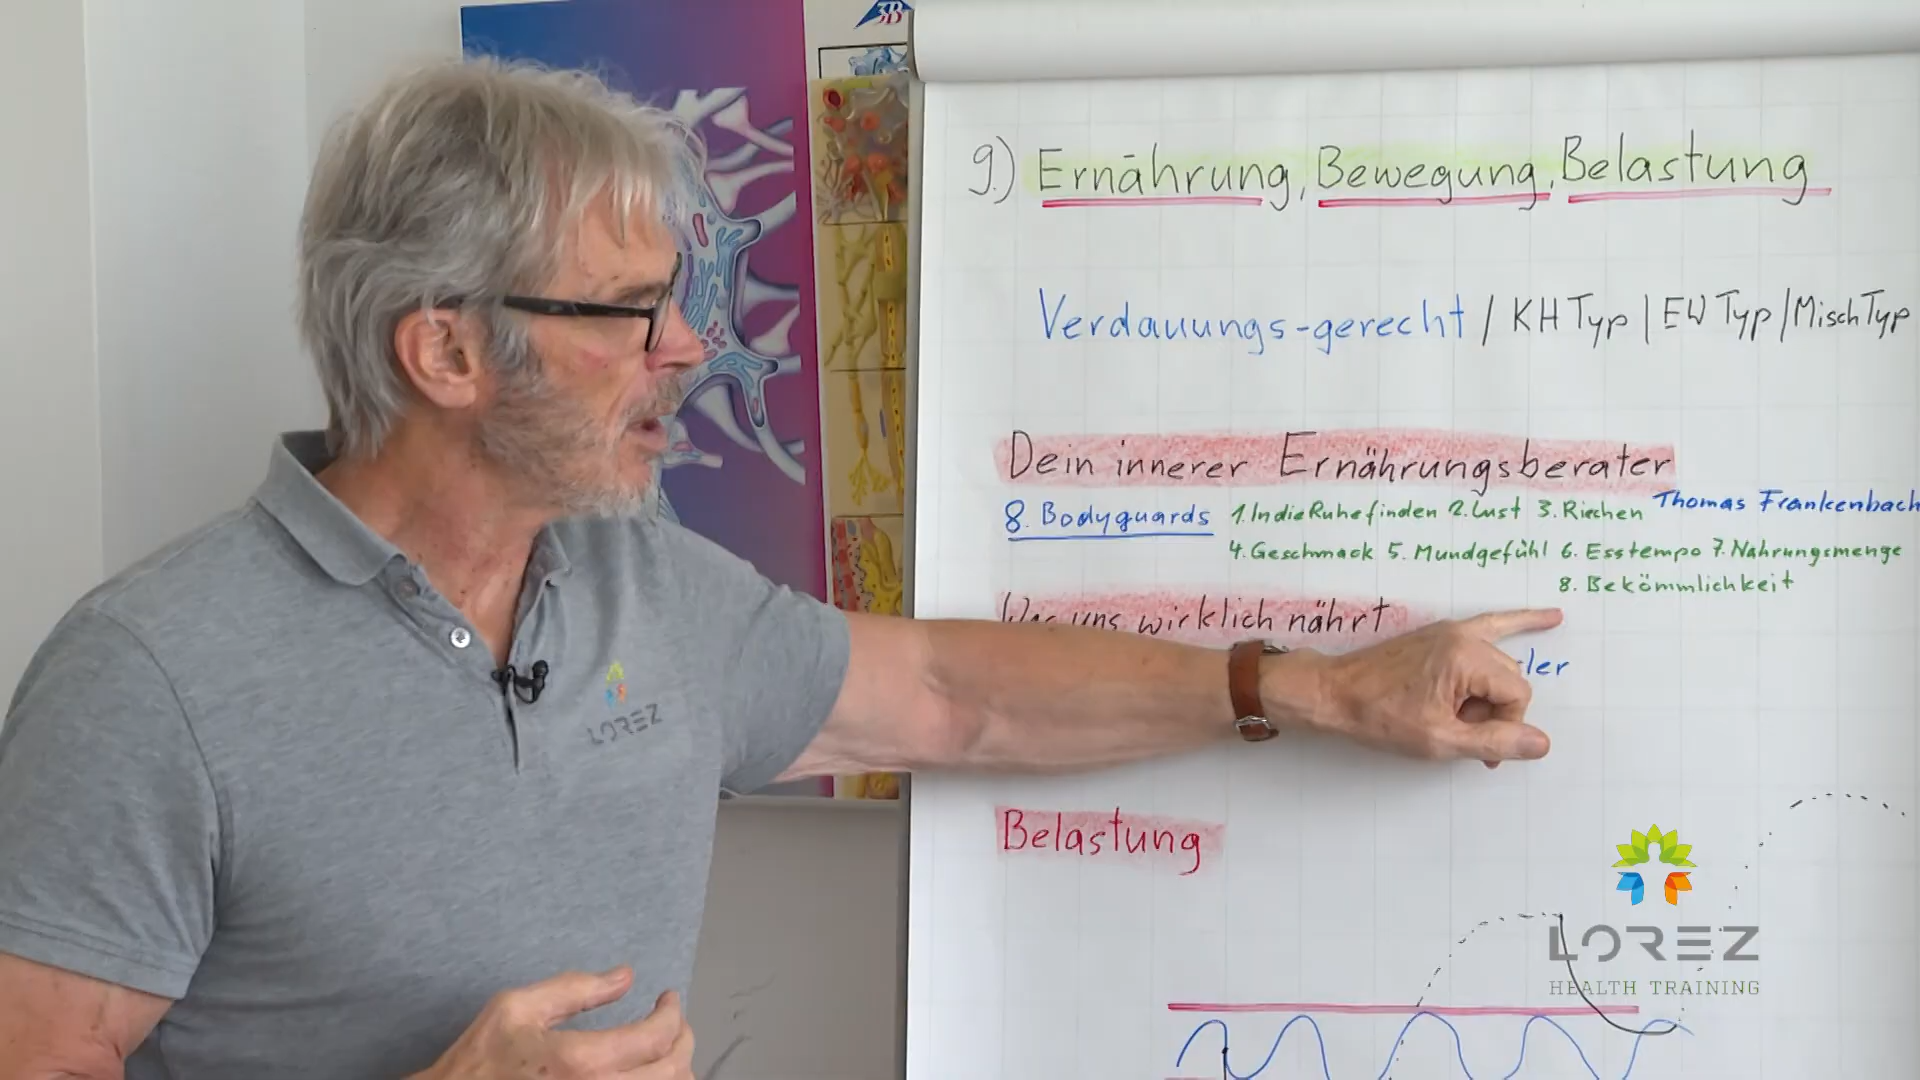 3B
9.) Ernährung, Bewegung, Belastung
Verdauungs-gerecht / KH Typ | EW Typ | Misch Typ
Dein innerer Ernährungsberater
8. Bodyguards 1. In die Ruhe finden 2. Lust 3. Riechen Thomas Frankenbach
4. Geschmack 5. Mundgefühl 6. Esstempo 7. Nahrungsmenge
8. Bekömmlichkeit
uns wirklich nährt
LOREZ
Belastung
LOREZ
HEALTH TRAINING